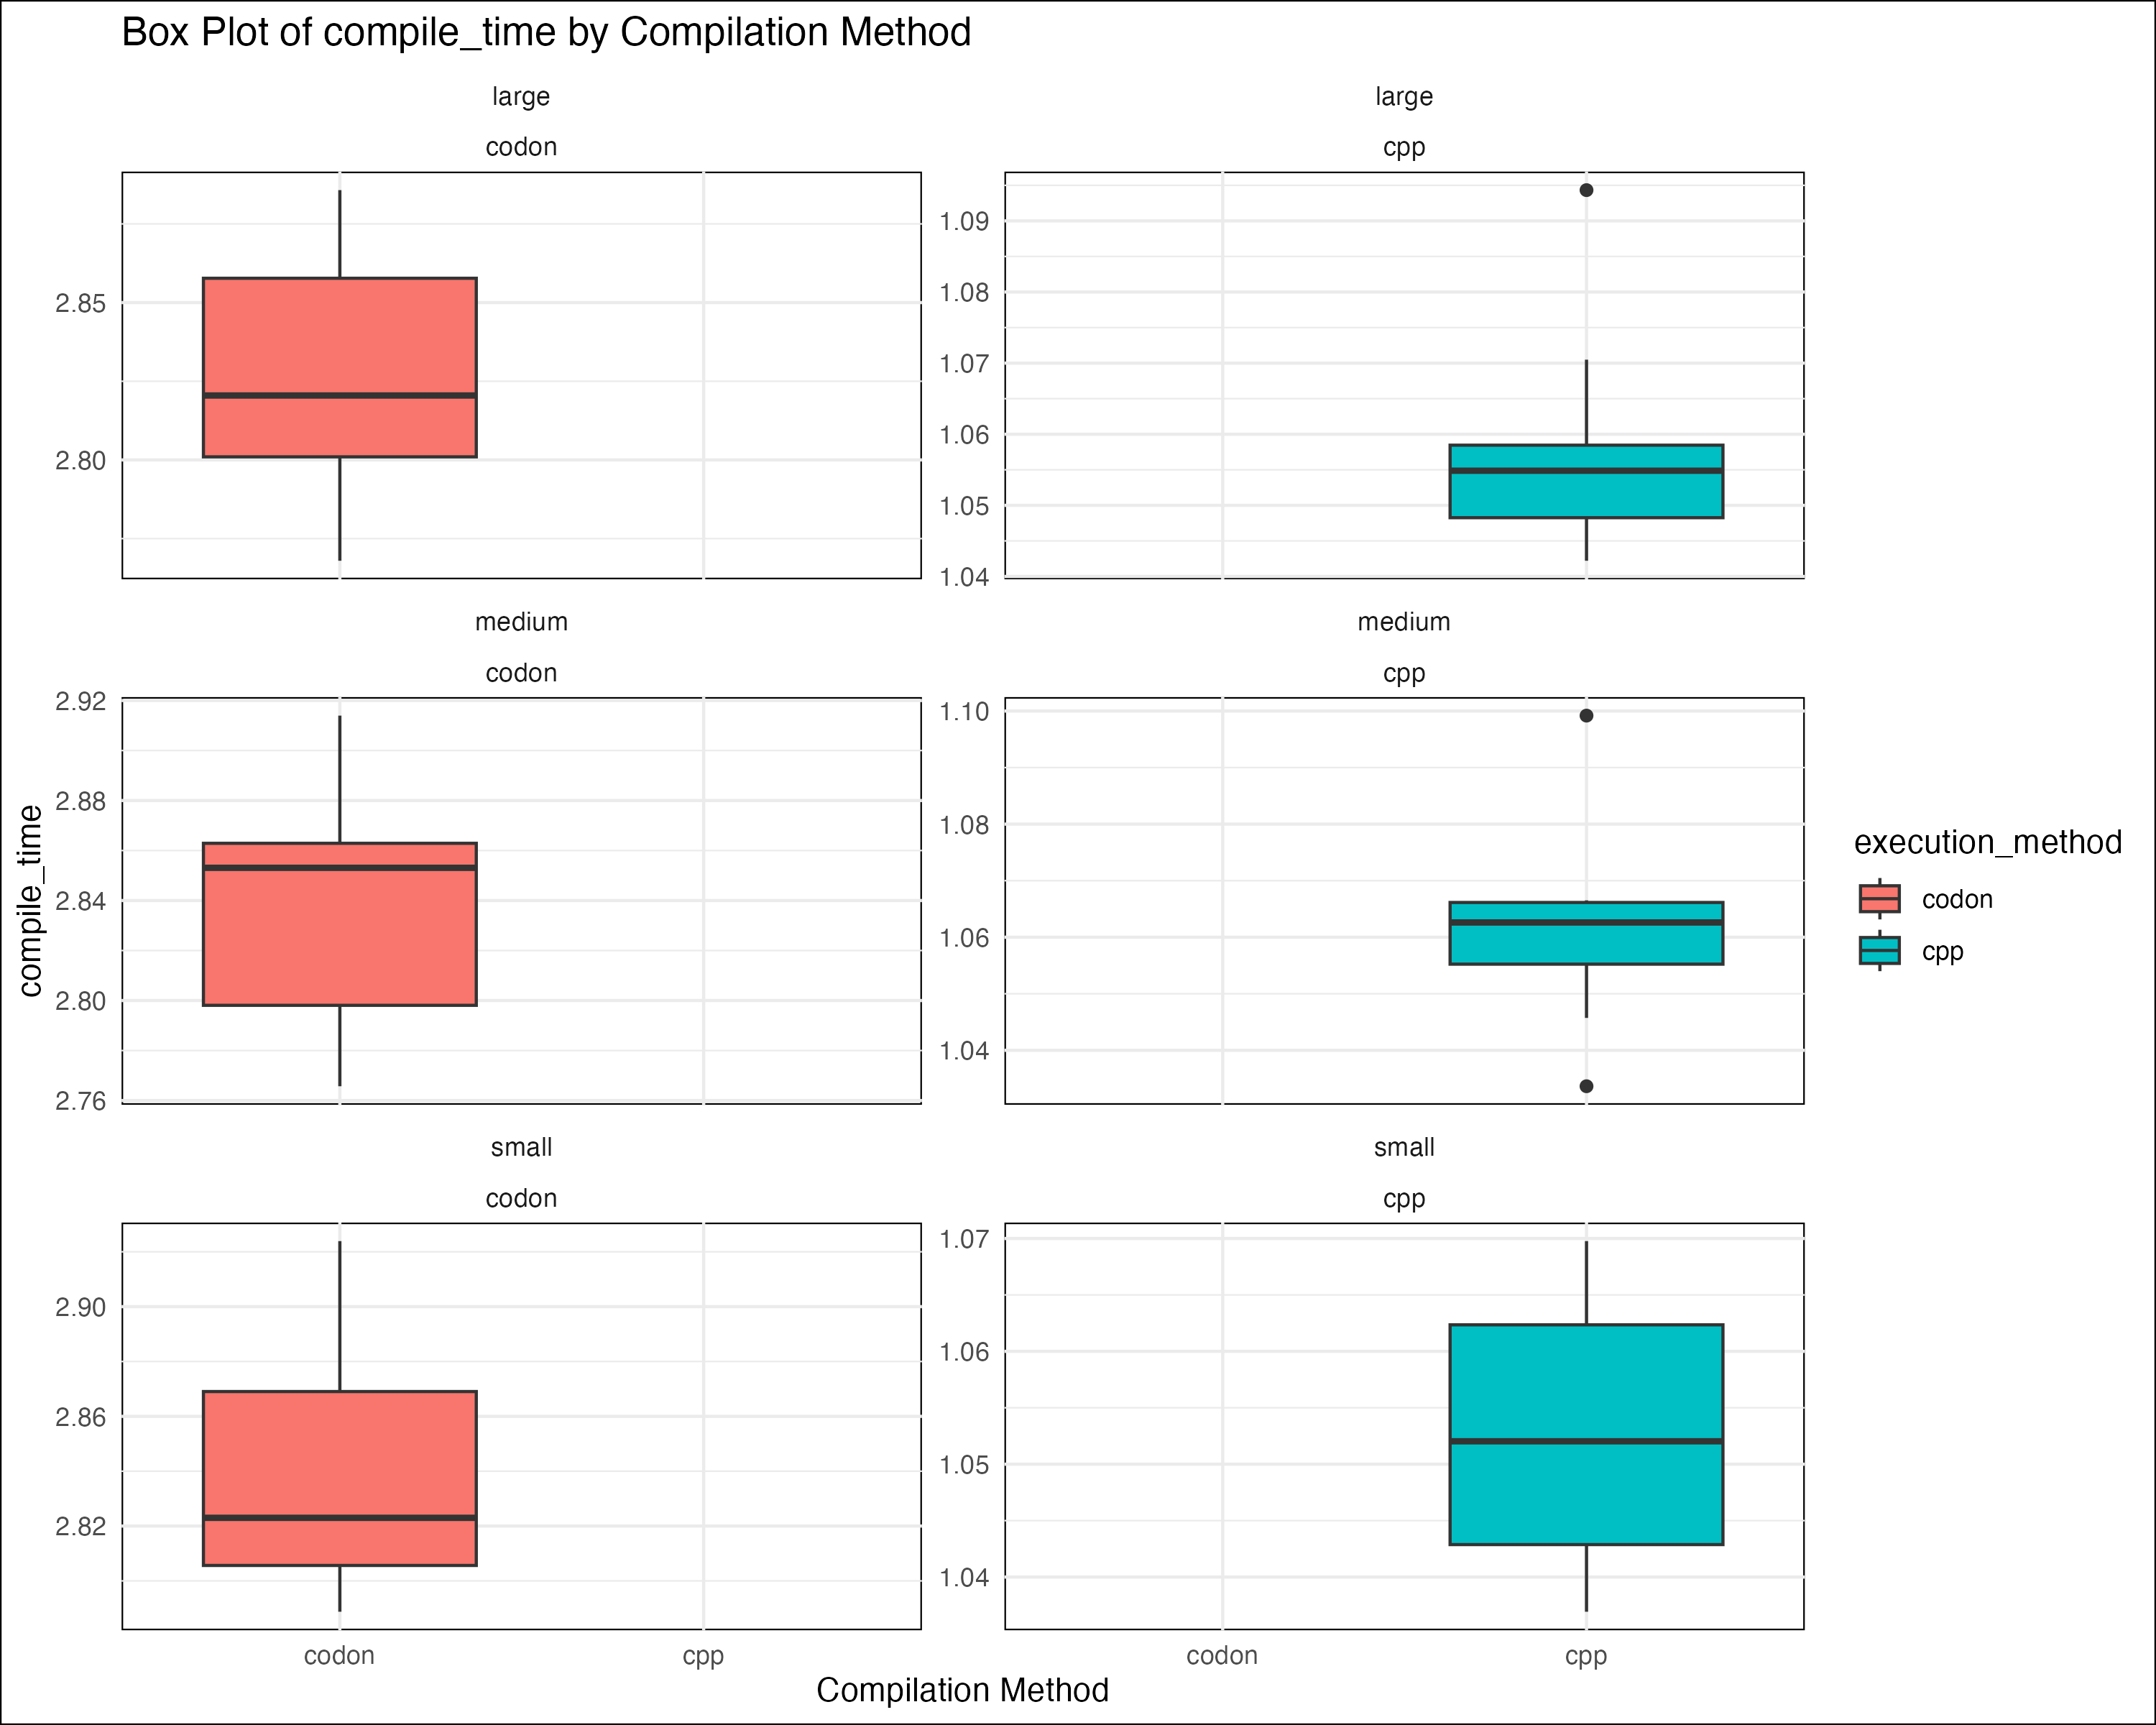 Box Plot of compile_time by Compilation Method
large
large
codon
cpp
2.85
2.80
1.09
1.08
1.07
1.06
1.05
1.04
medium
medium
codon
cpp
2.92
2.88
2.84
2.80
2.76
1.10
1.08
1.06
1.04
compile_time
small
small
codon
cpp
2.90
2.86
2.82
1.07
1.06
1.05
1.04
codon
cpp
codon
cpp
Compilation Method
execution_method
codon
cpp